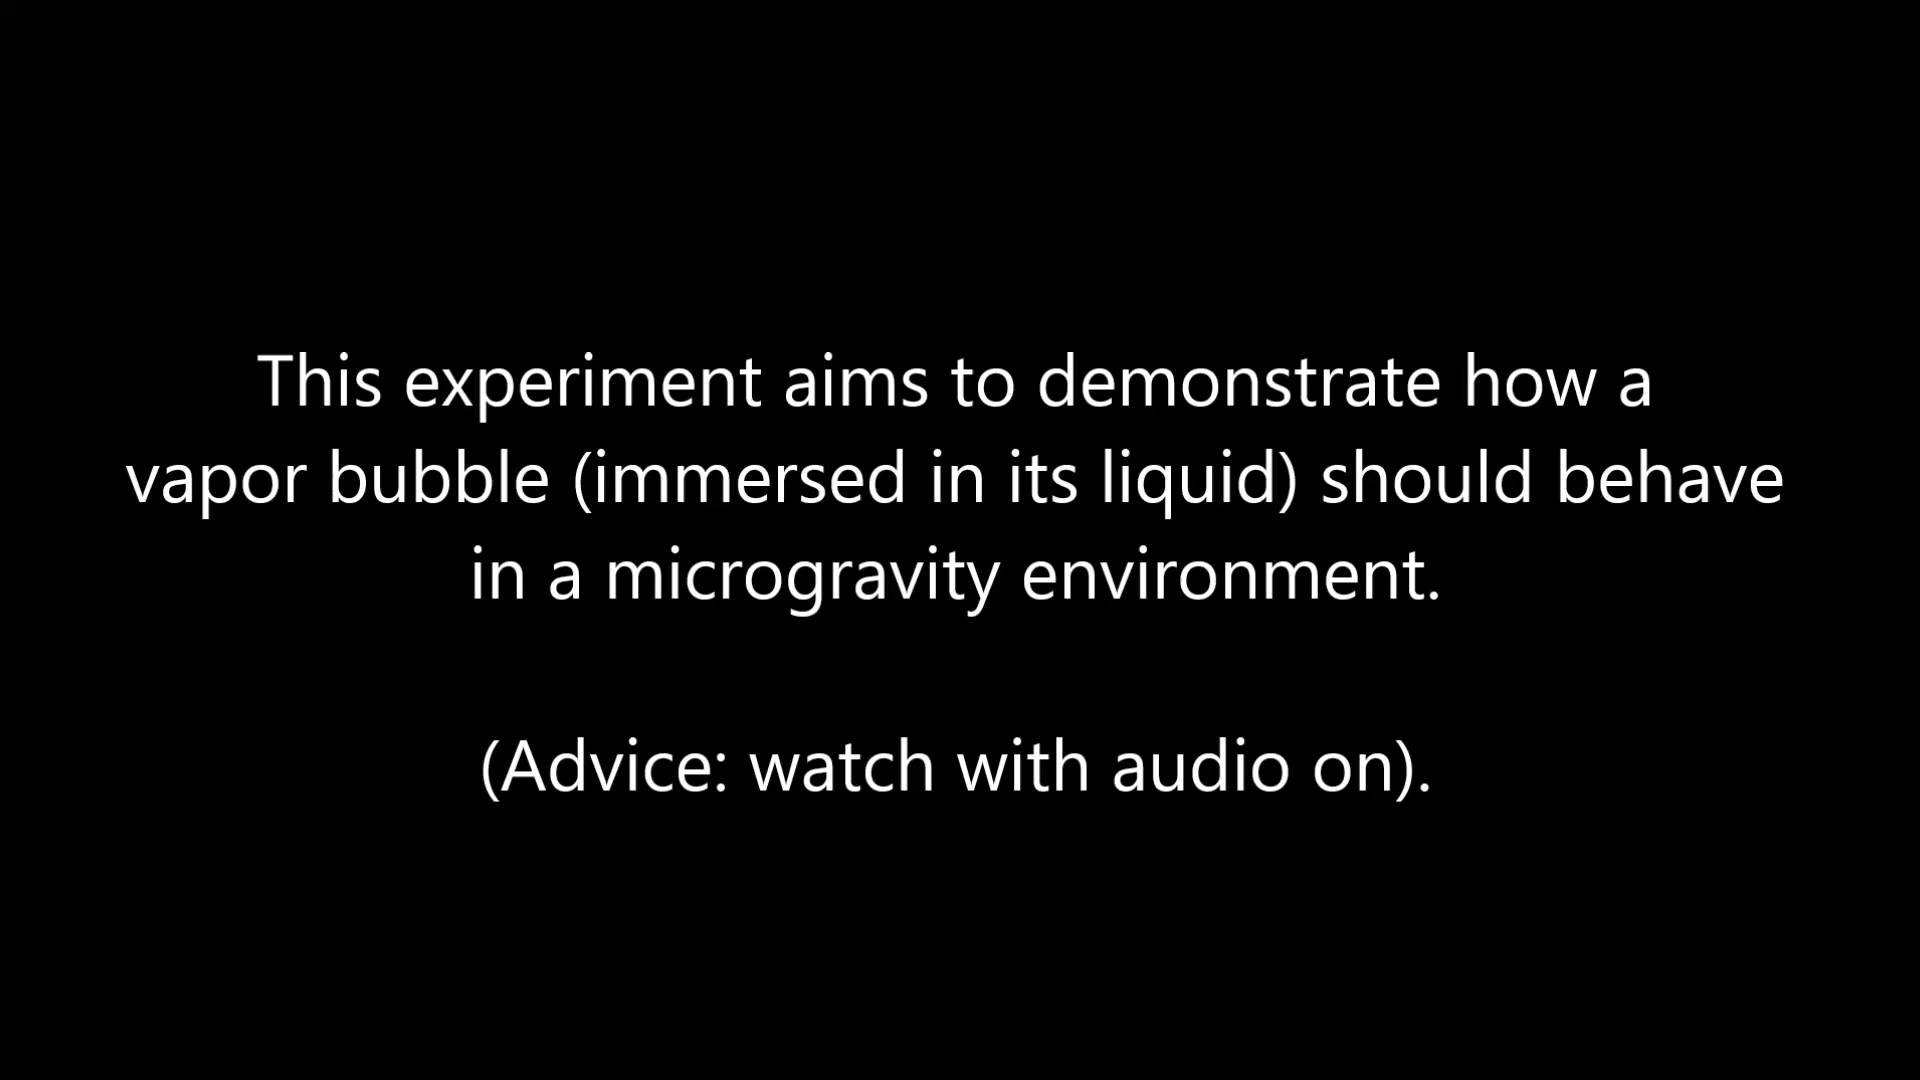 This experiment aims to demonstrate how a
vapor bubble (immersed in its liquid) should behave
in a microgravity environment.
(Advice: watch with audio on).